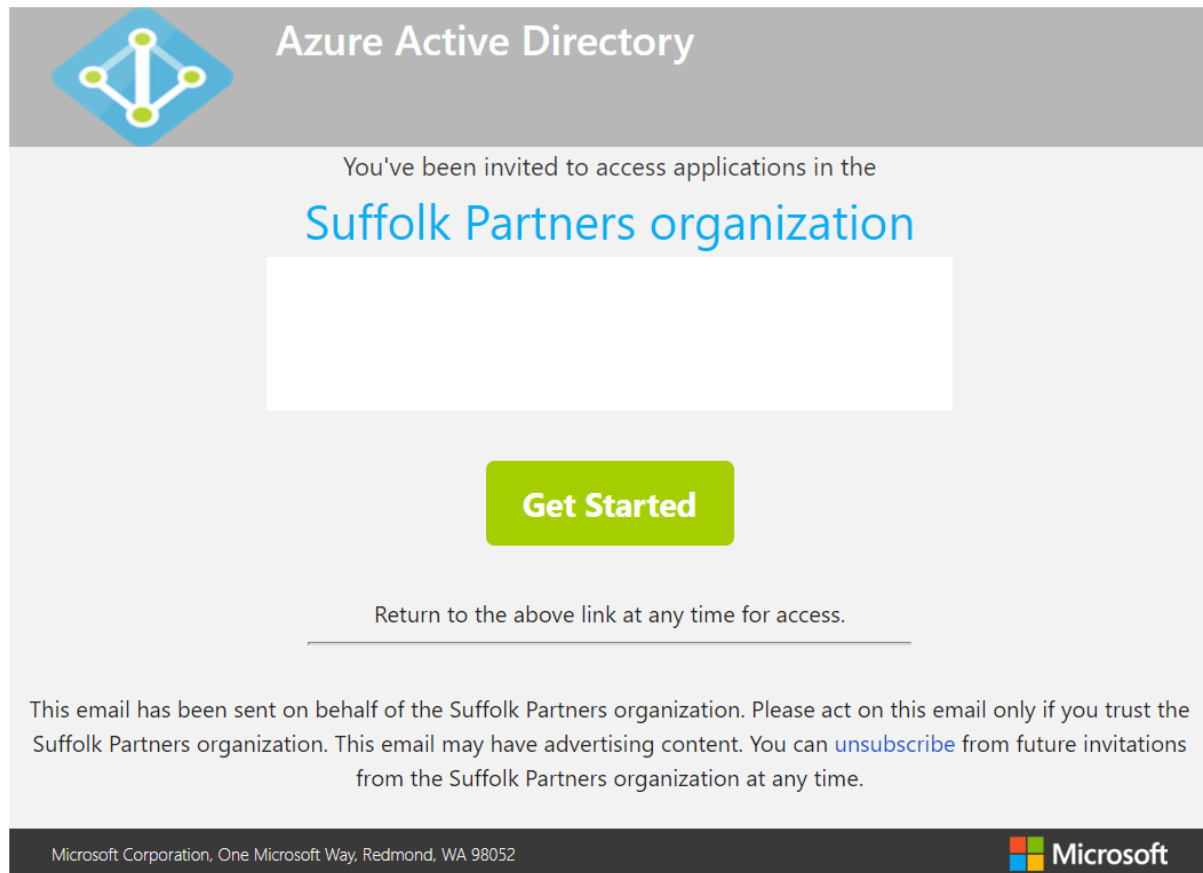 Azure Active Directory
You've been invited to access applications in the
Suffolk Partners organization
Get Started
Return to the above link at any time for access.
This email has been sent on behalf of the Suffolk Partners organization. Please act on this email only if you trust the
Suffolk Partners organization. This email may have advertising content. You can unsubscribe from future invitations
from the Suffolk Partners organization at any time.
Microsoft Corporation, One Microsoft Way, Redmond, WA 98052
Microsoft